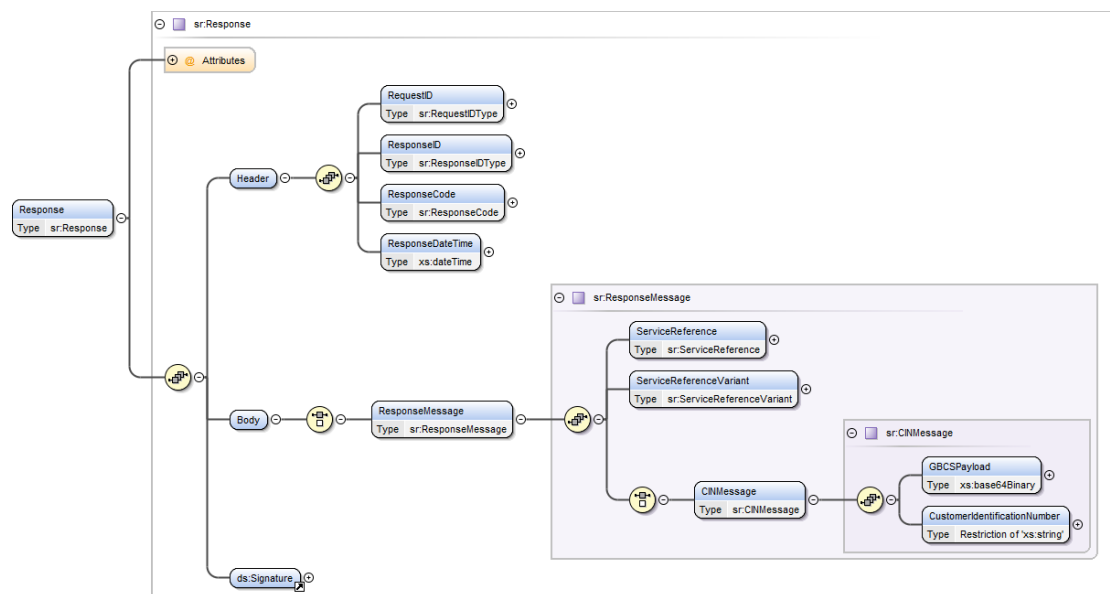 sr:Response
Attributes
RequestID
Type sr:RequestIDType
ResponseID
Type sr:ResponseIDType
Header
ResponseCode
Type sr:ResponseCode
Response
Type sr:Response
ResponseDateTime
Type xs:dateTime
sr:ResponseMessage
ServiceReference
Type sr:ServiceReference
ServiceReferenceVariant
Type sr:ServiceReferenceVariant
Body
ResponseMessage
Type sr:ResponseMessage
sr:CINMessage
GBCSPayload
Type xs:base64Binary
CINMessage
Type sr:CINMessage
CustomerIdentificationNumber
Type Restriction of 'xs:string'
ds:Signature